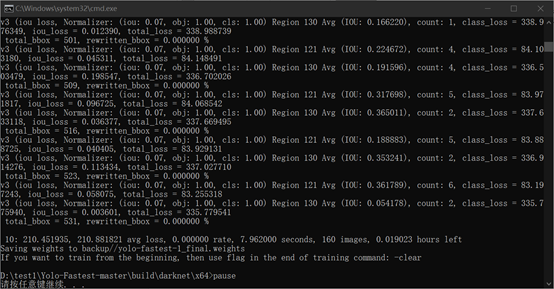 C:\Windows\system32\cmd.exe
v3 (iou loss, Normalizer: (iou: 0.07, obj: 1.00, cls: 1.00) Region 130 Avg (IOU: 0.166220), count: 1, class_loss = 338.9
76349, iou_loss = 0.012390, total_loss = 338.988739
total_bbox = 501, rewritten_bbox = 0.000000 %
v3 (iou loss, Normalizer: (iou: 0.07, obj: 1.00, cls: 1.00) Region 121 Avg (IOU: 0.224672), count: 4, class_loss = 84.10
3180, iou_loss = 0.045311, total_loss = 84.148491
v3 (iou loss, Normalizer: (iou: 0.07, obj: 1.00, cls: 1.00) Region 130 Avg (IOU: 0.191596), count: 4, class_loss = 336.5
03479, iou_loss = 0.198547, total_loss = 336.702026
total_bbox = 509, rewritten_bbox = 0.000000 %
v3 (iou loss, Normalizer: (iou: 0.07, obj: 1.00, cls: 1.00) Region 121 Avg (IOU: 0.317698), count: 5, class_loss = 83.97
1817, iou_loss = 0.096725, total_loss = 84.068542
v3 (iou loss, Normalizer: (iou: 0.07, obj: 1.00, cls: 1.00) Region 130 Avg (IOU: 0.365011), count: 2, class_loss = 337.6
33118, iou_loss = 0.036377, total_loss = 337.669495
total_bbox = 516, rewritten_bbox = 0.000000 %
v3 (iou loss, Normalizer: (iou: 0.07, obj: 1.00, cls: 1.00) Region 121 Avg (IOU: 0.188883), count: 5, class_loss = 83.88
8725, iou_loss = 0.040405, total_loss = 83.929131
v3 (iou loss, Normalizer: (iou: 0.07, obj: 1.00, cls: 1.00) Region 130 Avg (IOU: 0.353241), count: 2, class_loss = 336.9
14276, iou_loss = 0.113434, total_loss = 337.027710
total_bbox = 523, rewritten_bbox = 0.000000 %
v3 (iou loss, Normalizer: (iou: 0.07, obj: 1.00, cls: 1.00) Region 121 Avg (IOU: 0.361789), count: 6, class_loss = 83.19
7243, iou_loss = 0.058075, total_loss = 83.255318
v3 (iou loss, Normalizer: (iou: 0.07, obj: 1.00, cls: 1.00) Region 130 Avg (IOU: 0.054178), count: 2, class_loss = 335.7
75940, iou_loss = 0.003601, total_loss = 335.779541
total_bbox = 531, rewritten_bbox = 0.000000 %
10: 210.451935, 210.881821 avg loss, 0.000000 rate, 7.962000 seconds, 160 images, 0.019023 hours left
Saving weights to backup//yolo-fastest-1_final.weights
If you want to train from the beginning, then use flag in the end of training command: -clear
D:\test1\Yolo-Fastest-master\build\darknet\x64>pause
请按任意键继续. . .